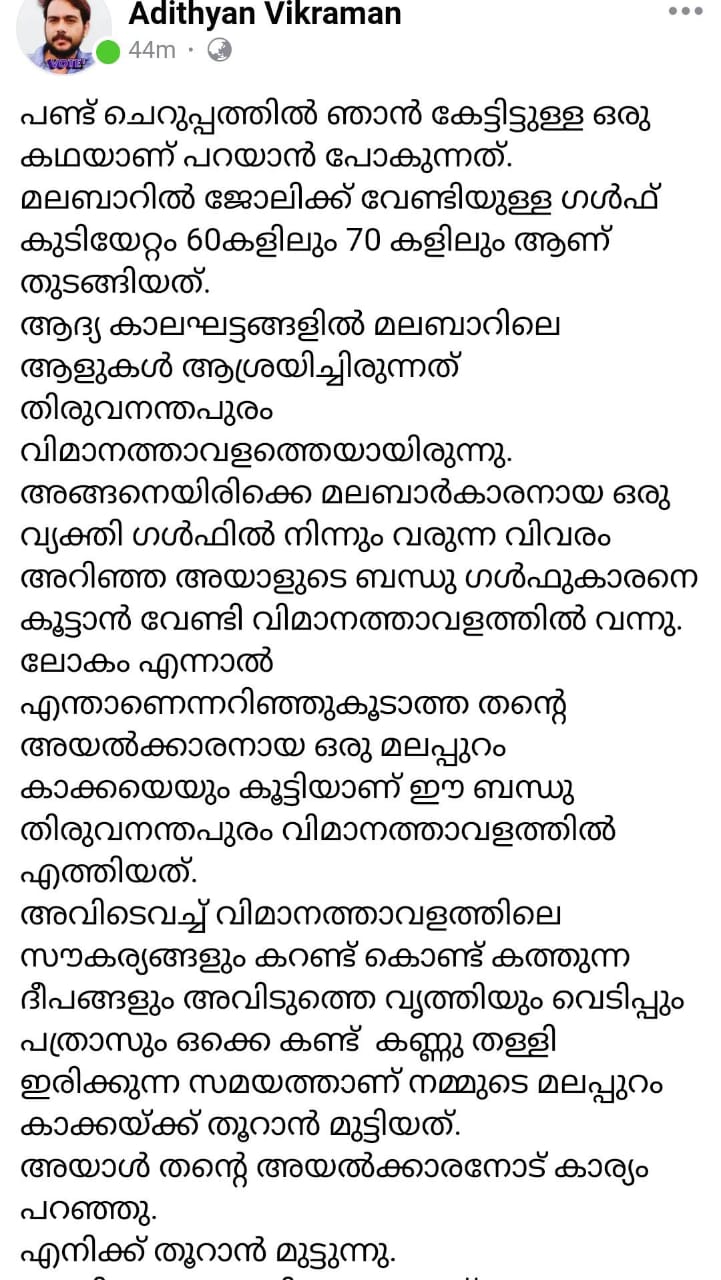 Adithyan Vikraman
44m ·
VOTE!
പണ്ട് ചെറുപ്പത്തിൽ ഞാൻ കേട്ടിട്ടുള്ള ഒരു
കഥയാണ് പറയാൻ പോകുന്നത്.
മലബാറിൽ ജോലിക്ക് വേണ്ടിയുള്ള ഗൾഫ്
കുടിയേറ്റം 60കളിലും 70 കളിലും ആണ്
തുടങ്ങിയത്.
ആദ്യ കാലഘട്ടങ്ങളിൽ മലബാറിലെ
ആളുകൾ ആശ്രയിച്ചിരുന്നത്
തിരുവനന്തപുരം
വിമാനത്താവളത്തെയായിരുന്നു.
അങ്ങനെയിരിക്കെ മലബാർകാരനായ ഒരു
വ്യക്തി ഗൾഫിൽ നിന്നും വരുന്ന വിവരം
അറിഞ്ഞ അയാളുടെ ബന്ധു ഗൾഫുകാരനെ
കൂട്ടാൻ വേണ്ടി വിമാനത്താവളത്തിൽ വന്നു.
ലോകം എന്നാൽ
എന്താണെന്നറിഞ്ഞുകൂടാത്ത തന്റെ
അയൽക്കാരനായ ഒരു മലപ്പുറം
കാക്കയെയും കൂട്ടിയാണ് ഈ ബന്ധു
തിരുവനന്തപുരം വിമാനത്താവളത്തിൽ
എത്തിയത്.
അവിടെവച്ച് വിമാനത്താവളത്തിലെ
സൗകര്യങ്ങളും കറണ്ട് കൊണ്ട് കത്തുന്ന
ദീപങ്ങളും അവിടുത്തെ വൃത്തിയും വെടിപ്പും
പത്രാസും ഒക്കെ കണ്ട് കണ്ണു തള്ളി
ഇരിക്കുന്ന സമയത്താണ് നമ്മുടെ മലപ്പുറം
കാക്കയ്ക്ക് തൂറാൻ മുട്ടിയത്.
അയാൾ തന്റെ അയൽക്കാരനോട് കാര്യം
പറഞ്ഞു.
എനിക്ക് തൂറാൻ മുട്ടുന്നു.